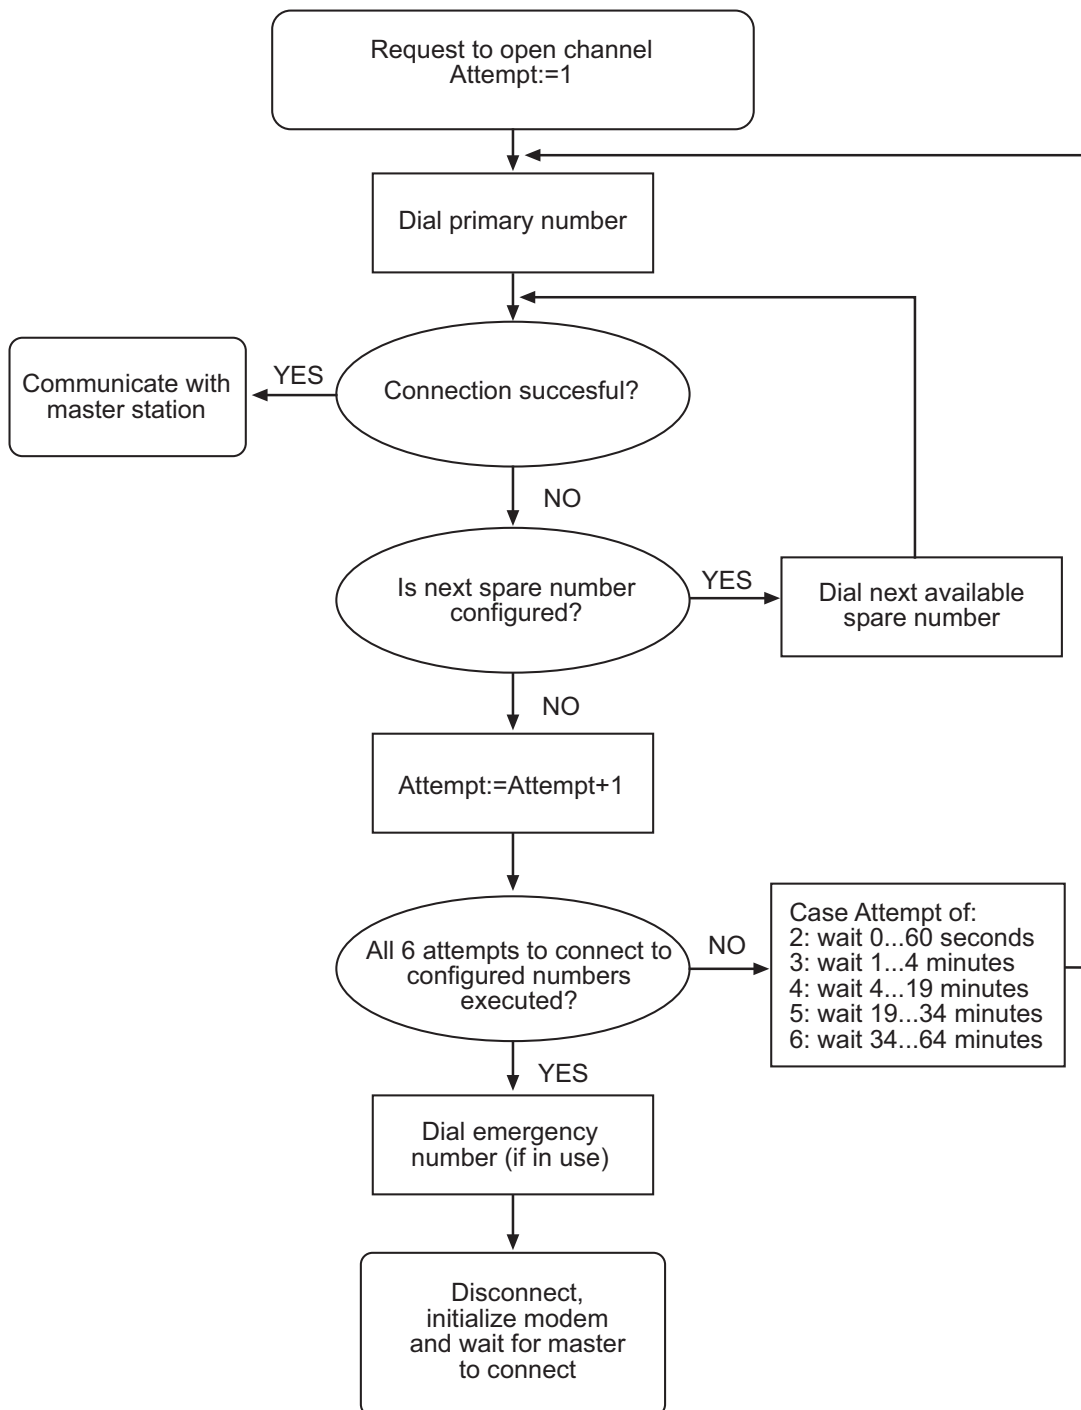 Request to open channel
Attempt:=1
Dial primary number
Connection succesful?
YES
Communicate with
master station
NO
Is next spare number
configured?
YES
Dial next available
spare number
NO
Attempt:=Attempt+1
All 6 attempts to connect to
configured numbers
executed?
NO
Case Attempt of:
2: wait 0...60 seconds
3: wait 1...4 minutes
4: wait 4...19 minutes
5: wait 19...34 minutes
6: wait 34...64 minutes
YES
Dial emergency
number (if in use)
Disconnect,
initialize modem
and wait for master
to connect